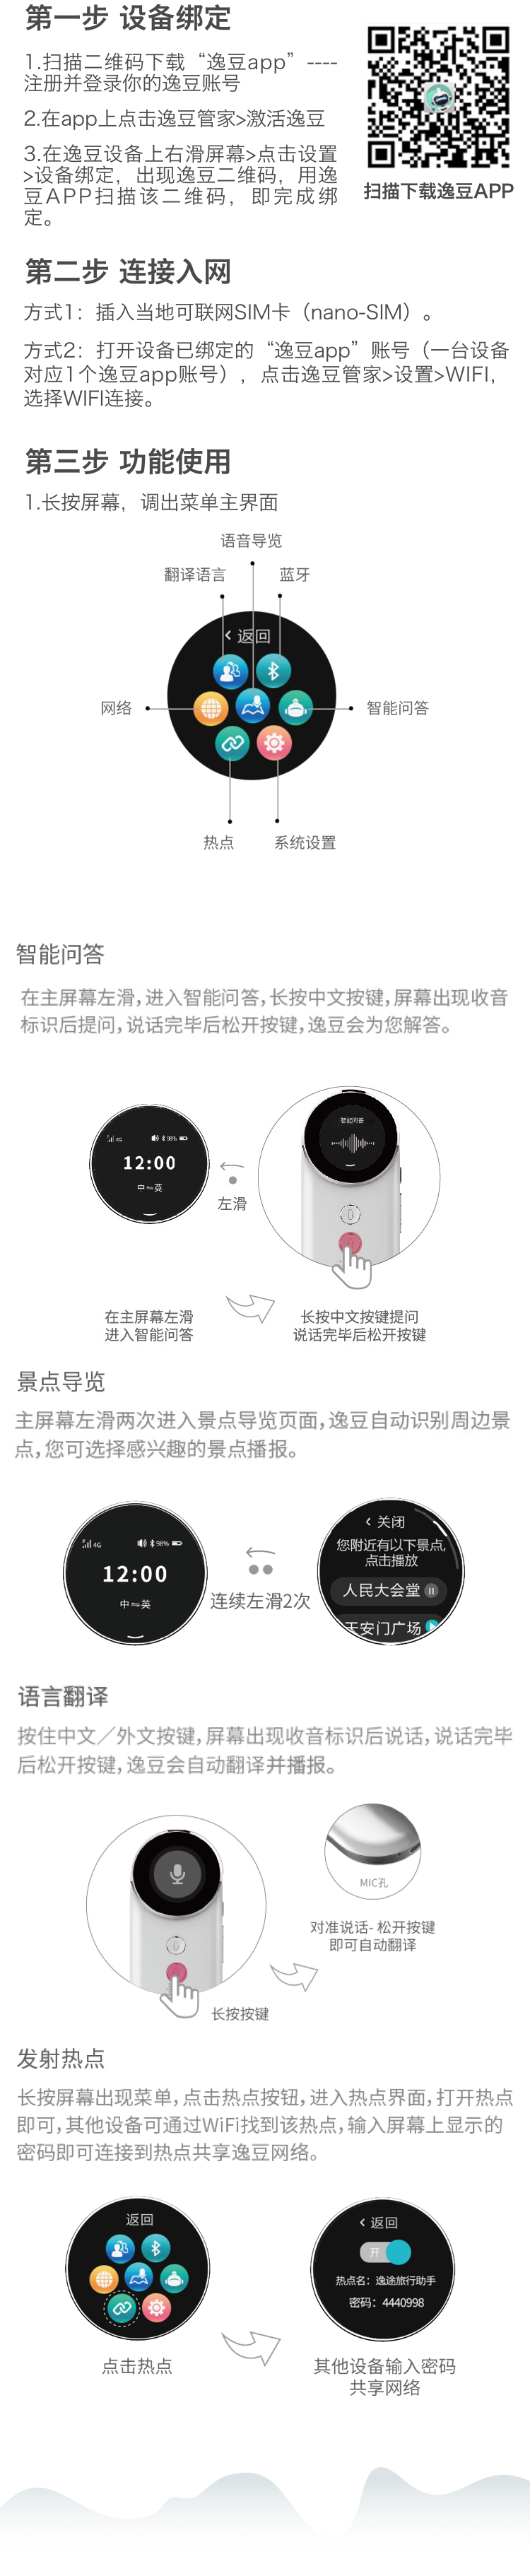 第一步 设备绑定
1.扫描二维码下载“逸豆app”----
注册并登录你的逸豆账号
2.在app上点击逸豆管家>激活逸豆
3.在逸豆设备上右滑屏幕>点击设置
>设备绑定，出现逸豆二维码，用逸
豆APP扫描该二维码，即完成绑
定。
扫描下载逸豆APP
第二步 连接入网
方式1：插入当地可联网SIM卡（nano-SIM）。
方式2：打开设备已绑定的“逸豆app”账号（一台设备
对应1个逸豆app账号），点击逸豆管家>设置>WIFI，
选择WIFI连接。
第三步 功能使用
1.长按屏幕，调出菜单主界面
语音导览
翻译语言
蓝牙
< 返回
网络
智能问答
热点
系统设置
智能问答
在主屏幕左滑，进入智能问答，长按中文按键，屏幕出现收音
标识后提问，说话完毕后松开按键，逸豆会为您解答。
4G
98%
12:00
中
英
左滑
智能问答
在主屏幕左滑
进入智能问答
长按中文按键提问
说话完毕后松开按键
景点导览
主屏幕左滑两次进入景点导览页面，逸豆自动识别周边景
点，您可选择感兴趣的景点播报。
4G
98%
12:00
中
英
连续左滑2次
< 关闭
您附近有以下景点，
点击播放
人民大会堂
天安门广场
语言翻译
按住中文／外文按键，屏幕出现收音标识后说话，说话完毕
后松开按键，逸豆会自动翻译并播报。
MIC孔
对准说话- 松开按键
即可自动翻译
长按按键
发射热点
长按屏幕出现菜单，点击热点按钮，进入热点界面，打开热点
即可，其他设备可通过WiFi找到该热点，输入屏幕上显示的
密码即可连接到热点共享逸豆网络。
返回
< 返回
开
热点名：逸途旅行助手
密码：4440998
点击热点
其他设备输入密码
共享网络